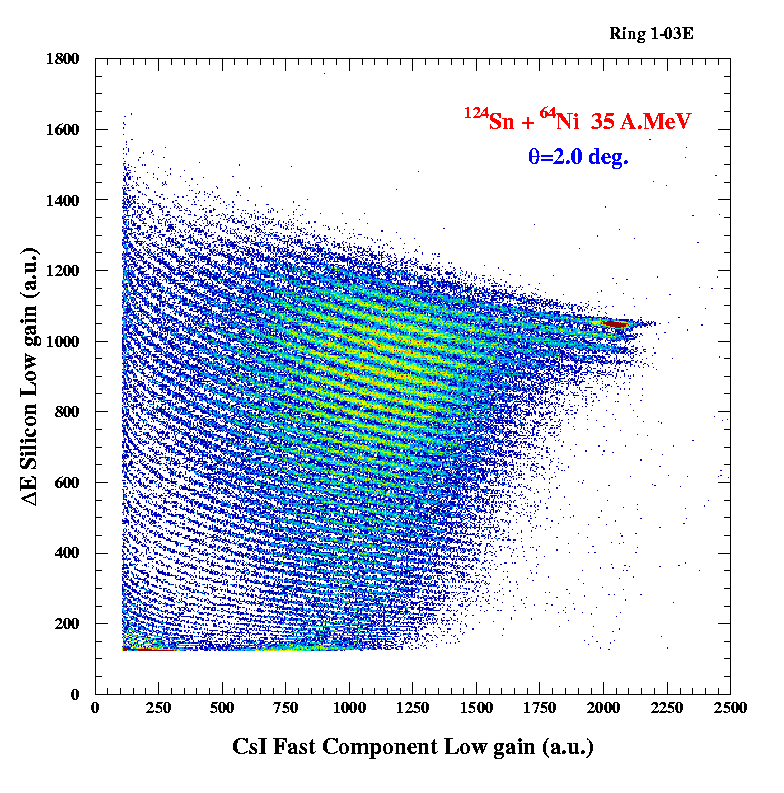 Ring 1-03E
¹²⁴Sn + ⁶⁴Ni 35 A.MeV
θ=2.0 deg.
ΔE Silicon Low gain (a.u.)
1800
1600
1400
1200
1000
800
600
400
200
0
0 250 500 750 1000 1250 1500 1750 2000 2250 2500
CsI Fast Component Low gain (a.u.)